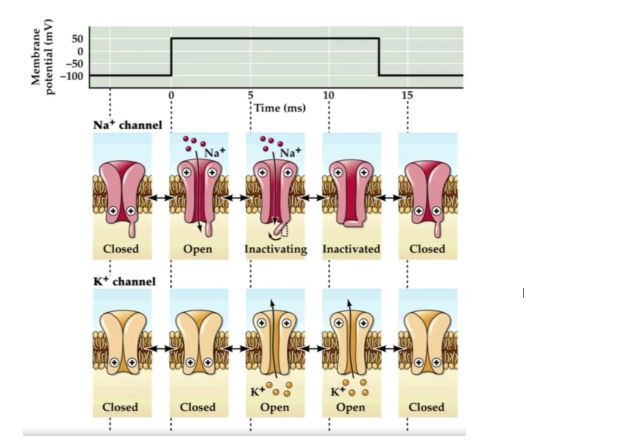 Membrane
potential (mV)
50
0
−50
−100
0
5
10
15
Time (ms)
Na+ channel
Na+
Na+
Closed
Open
Inactivating
Inactivated
Closed
K+ channel
K+
K+
Closed
Closed
Open
Open
Closed